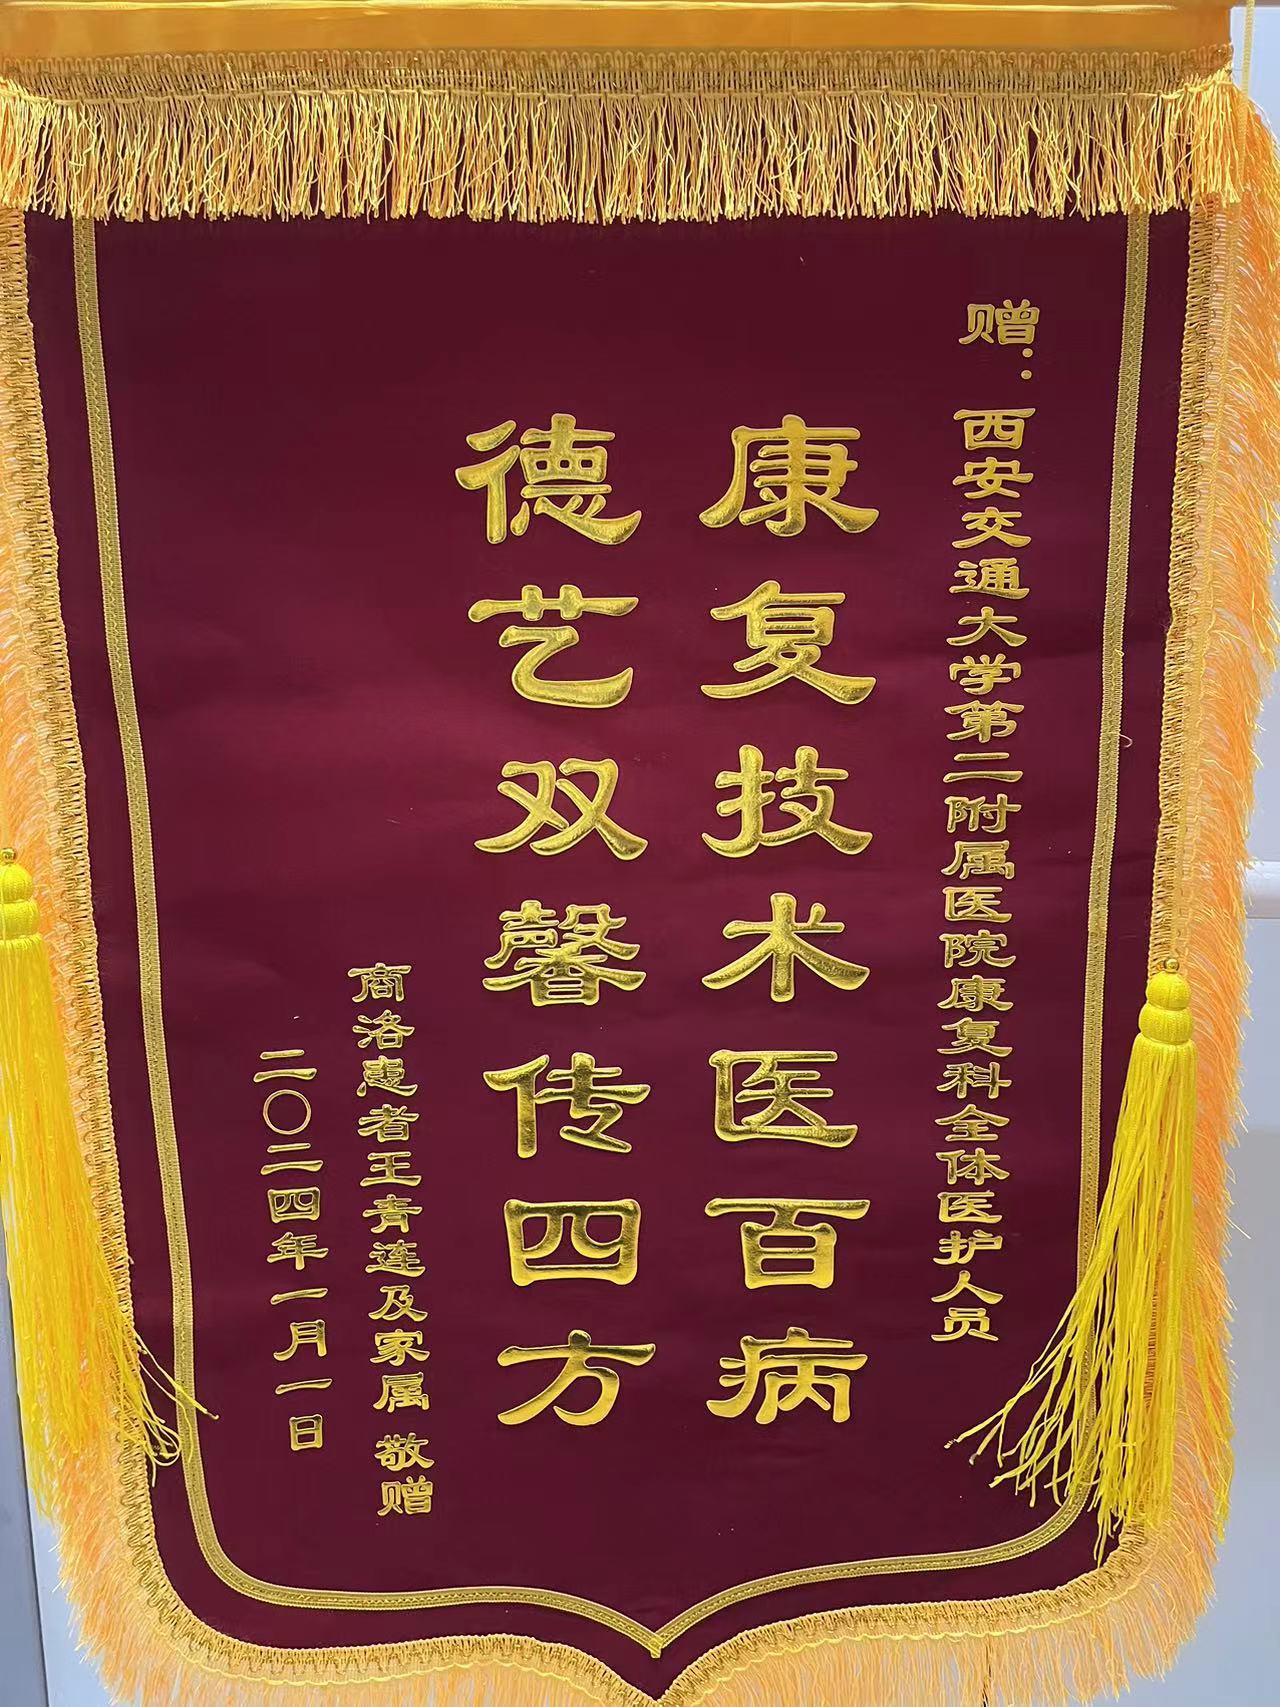 赠：西安交通大学第二附属医院康复科全体医护人员
康复技术医百病
德艺双馨传四方
商洛患者王青连及家属 敬赠
二〇二四年一月一日